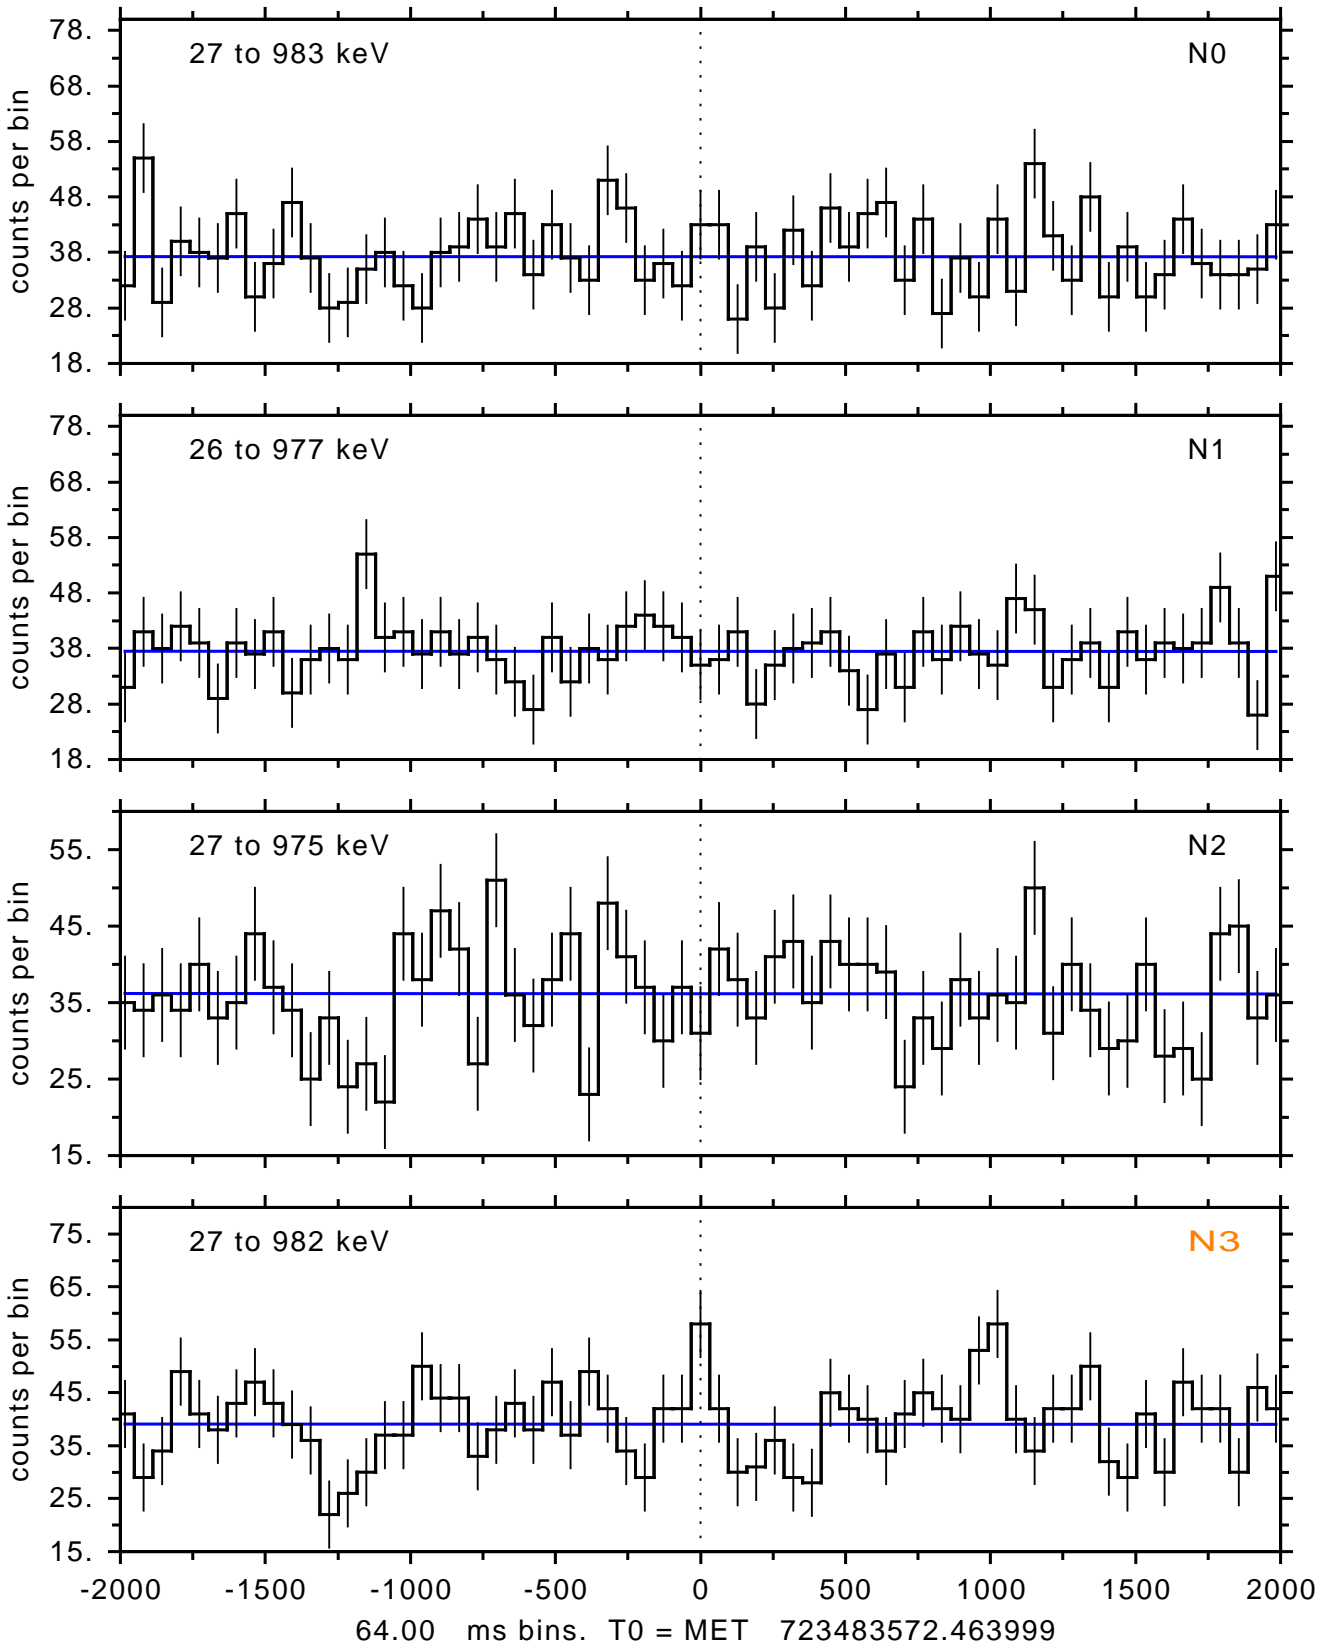 78.
27 to 983 keV N0
68.
58.
48.
38.
28.
18.
counts per bin
78.
26 to 977 keV N1
68.
58.
48.
38.
28.
18.
counts per bin
55.
27 to 975 keV N2
45.
35.
25.
15.
counts per bin
75.
27 to 982 keV N3
65.
55.
45.
35.
25.
15.
counts per bin
-2000 -1500 -1000 -500 0 500 1000 1500 2000
64.00 ms bins. T0 = MET 723483572.463999